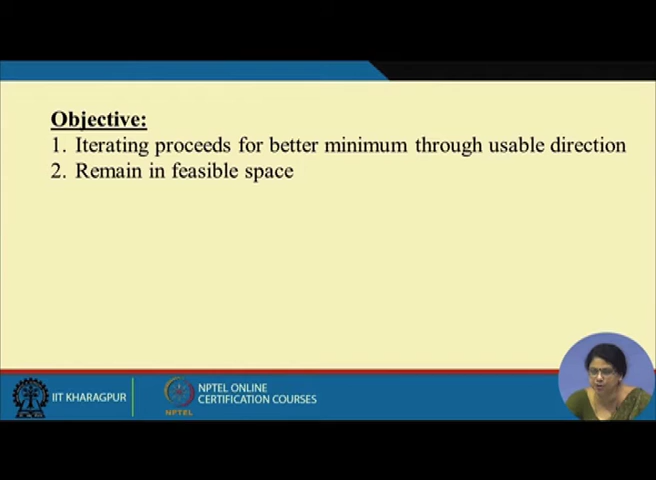 Objective:
1. Iterating proceeds for better minimum through usable direction
2. Remain in feasible space
IIT KHARAGPUR
NPTEL
NPTEL ONLINE
CERTIFICATION COURSES